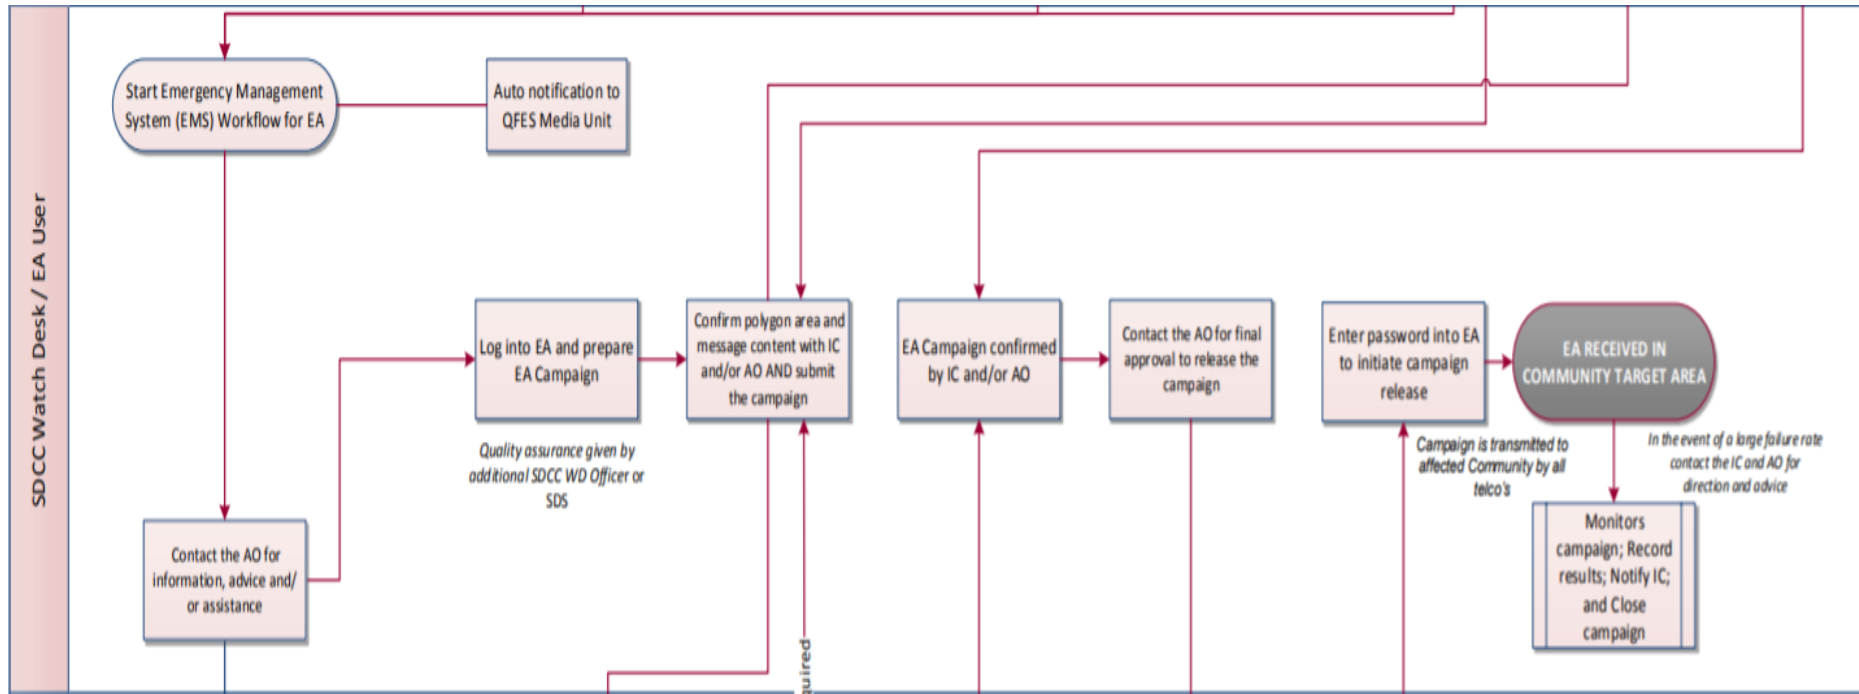 SDCC Watch Desk / EA User
Start Emergency Management
System (EMS) Workflow for EA
Auto notification to
QFES Media Unit
Contact the AO for
information, advice and/
or assistance
Log into EA and prepare
EA Campaign
Quality assurance given by
additional SDCC WD Officer or
SDS
Confirm polygon area and
message content with IC
and/or AO AND submit
the campaign
EA Campaign confirmed
by IC and/or AO
Contact the AO for final
approval to release the
campaign
Enter password into EA
to initiate campaign
release
Campaign is transmitted to
affected Community by all
telco's
EA RECEIVED IN
COMMUNITY TARGET AREA
In the event of a large failure rate
contact the IC and AO for
direction and advice
Monitors
campaign; Record
results; Notify IC;
and Close
campaign